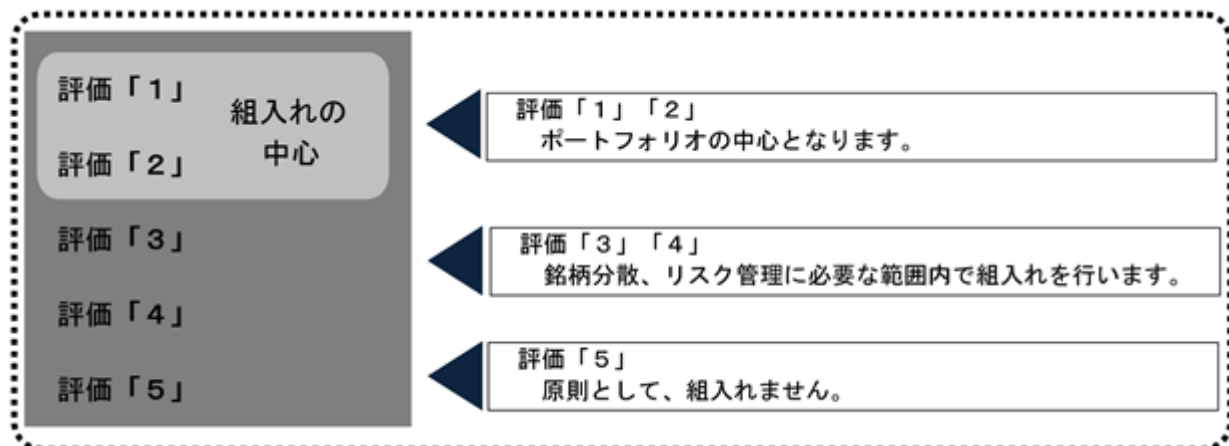 評価「１」
評価「２」
組入れの
中心
評価「３」
評価「４」
評価「５」
評価「１」「２」
ポートフォリオの中心となります。
評価「３」「４」
銘柄分散、リスク管理に必要な範囲内で組入れを行います。
評価「５」
原則として、組入れません。